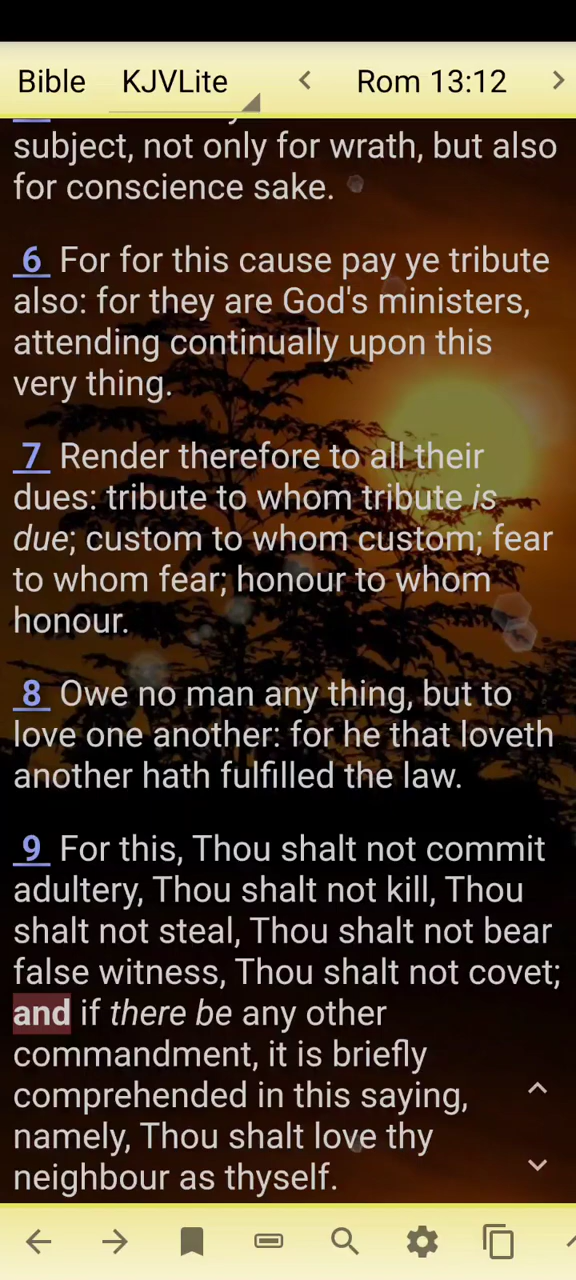 Bible KJVLite < Rom 13:12 >
subject, not only for wrath, but also
for conscience sake.
6 For for this cause pay ye tribute
also: for they are God's ministers,
attending continually upon this
very thing.
7 Render therefore to all their
dues: tribute to whom tribute is
due; custom to whom custom; fear
to whom fear; honour to whom
honour.
8 Owe no man any thing, but to
love one another: for he that loveth
another hath fulfilled the law.
9 For this, Thou shalt not commit
adultery, Thou shalt not kill, Thou
shalt not steal, Thou shalt not bear
false witness, Thou shalt not covet;
and if there be any other
commandment, it is briefly
comprehended in this saying,
namely, Thou shalt love thy
neighbour as thyself.